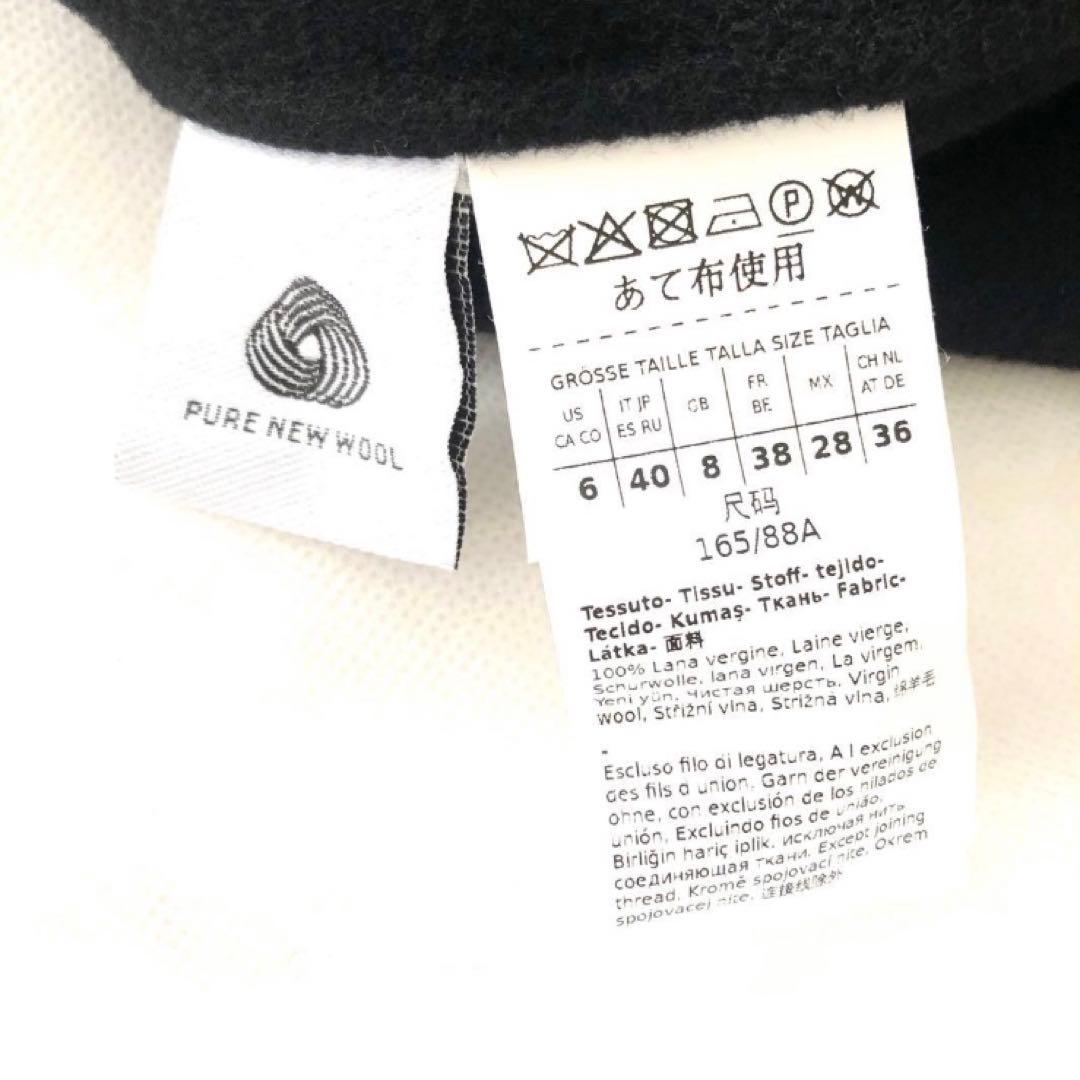 PURE NEW WOOL
P
W
あて布使用
GRÖSSE TAILLE TALLA SIZE TAGLIA
US CA CO
IT JP ES RU
GB
FR BE
MX
CH NL AT DE
6 40 8 38 28 36
尺码
165/88A
Tessuto- Tissu- Stoff- tejido-
Tecido- Kumaş- Ткань- Fabric-
Látka- 面料
100% Lana vergine, Laine vierge,
Schurwolle, lana virgen, La virgem,
Yeni yün, Чистая шерсть, Virgin
wool, Střižní vlna, Strižná vlna, 绵羊毛
-
Escluso filo di legatura, A l exclusion
des fils d union, Garn der vereinigung
ohne, con exclusión de los hilados de
unión, Excluindo fios de união,
Birliğin hariç iplik, исключая нить
соединяющая ткани, Except joining
thread, Kromě spojovací nite, Okrem
spojovacej nite, 连接线除外